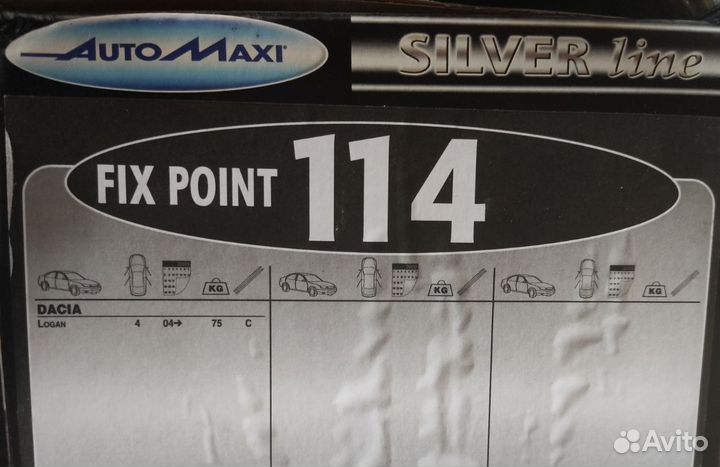 AUTOMAXI
SILVER line
FIX POINT 114
KG KG KG
DACIA
LOGAN 4 04→ 75 C
Avito